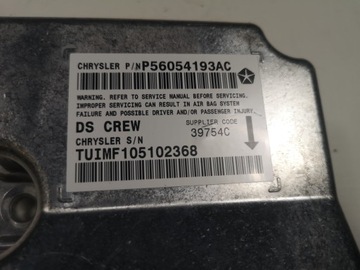 CHRYSLER P/N P56054193AC
WARNING. REFER TO SERVICE MANUAL BEFORE SERVICING.
IMPROPER SERVICING CAN RESULT IN AIR BAG SYSTEM
FAILURE AND POSSIBLE DRIVER AND/OR PASSENGER INJURY.
DS CREW
SUPPLIER CODE
39754C
CHRYSLER S/N
TUIMF105102368